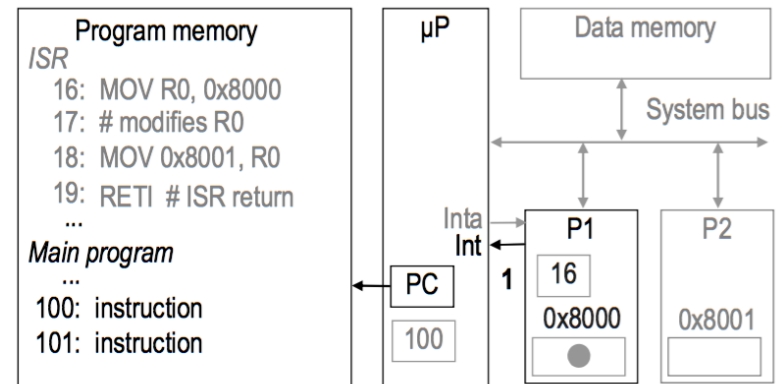 Program memory
ISR
16: MOV R0, 0x8000
17: # modifies R0
18: MOV 0x8001, R0
19: RETI # ISR return
...
Main program
...
100: instruction
101: instruction
μP
Inta
Int
PC
100
Data memory
System bus
1
P1
16
0x8000
P2
0x8001